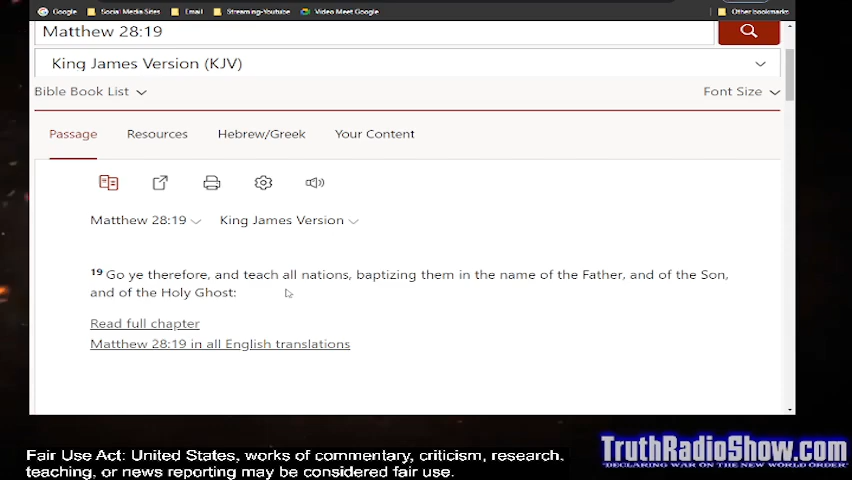 Google Social Media Sites Email Streaming-Youtube Video Meet Google Other bookmarks
Matthew 28:19
King James Version (KJV)
Bible Book List Font Size
Passage Resources Hebrew/Greek Your Content
Matthew 28:19 King James Version
19 Go ye therefore, and teach all nations, baptizing them in the name of the Father, and of the Son,
and of the Holy Ghost:
Read full chapter
Matthew 28:19 in all English translations
Fair Use Act: United States, works of commentary, criticism, research,
teaching, or news reporting may be considered fair use.
TruthRadioShow.com
"DECLARING WAR ON THE NEW WORLD ORDER"